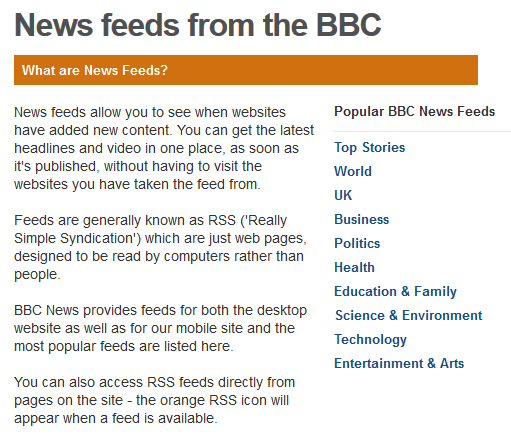 News feeds from the BBC
What are News Feeds?
News feeds allow you to see when websites
have added new content. You can get the latest
headlines and video in one place, as soon as
it's published, without having to visit the
websites you have taken the feed from.
Feeds are generally known as RSS ('Really
Simple Syndication') which are just web pages,
designed to be read by computers rather than
people.
BBC News provides feeds for both the desktop
website as well as for our mobile site and the
most popular feeds are listed here.
You can also access RSS feeds directly from
pages on the site - the orange RSS icon will
appear when a feed is available.
Popular BBC News Feeds
Top Stories
World
UK
Business
Politics
Health
Education & Family
Science & Environment
Technology
Entertainment & Arts